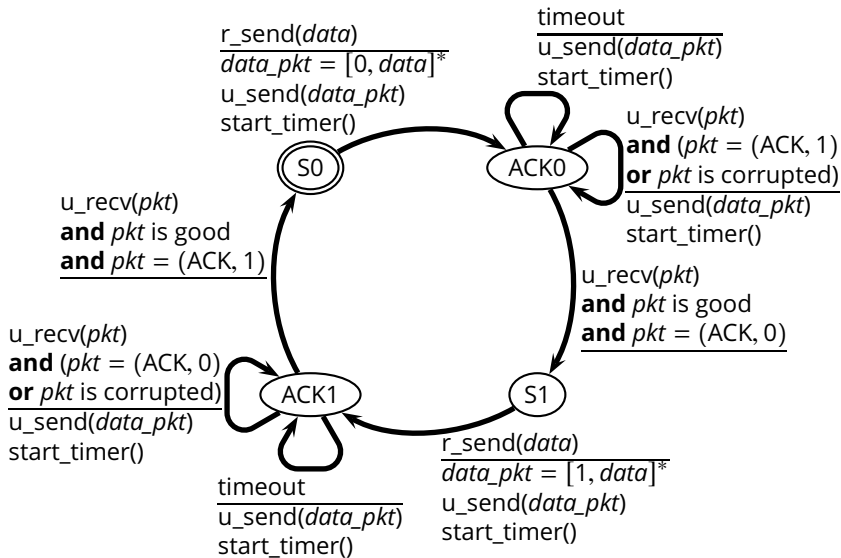 r_send(data)
data_pkt = [0, data]*
u_send(data_pkt)
start_timer()
timeout
u_send(data_pkt)
start_timer()
S0
ACK0
u_recv(pkt)
and (pkt = (ACK, 1)
or pkt is corrupted)
u_send(data_pkt)
start_timer()
u_recv(pkt)
and pkt is good
and pkt = (ACK, 1)
u_recv(pkt)
and pkt is good
and pkt = (ACK, 0)
u_recv(pkt)
and (pkt = (ACK, 0)
or pkt is corrupted)
u_send(data_pkt)
start_timer()
ACK1
S1
r_send(data)
data_pkt = [1, data]*
u_send(data_pkt)
start_timer()
timeout
u_send(data_pkt)
start_timer()